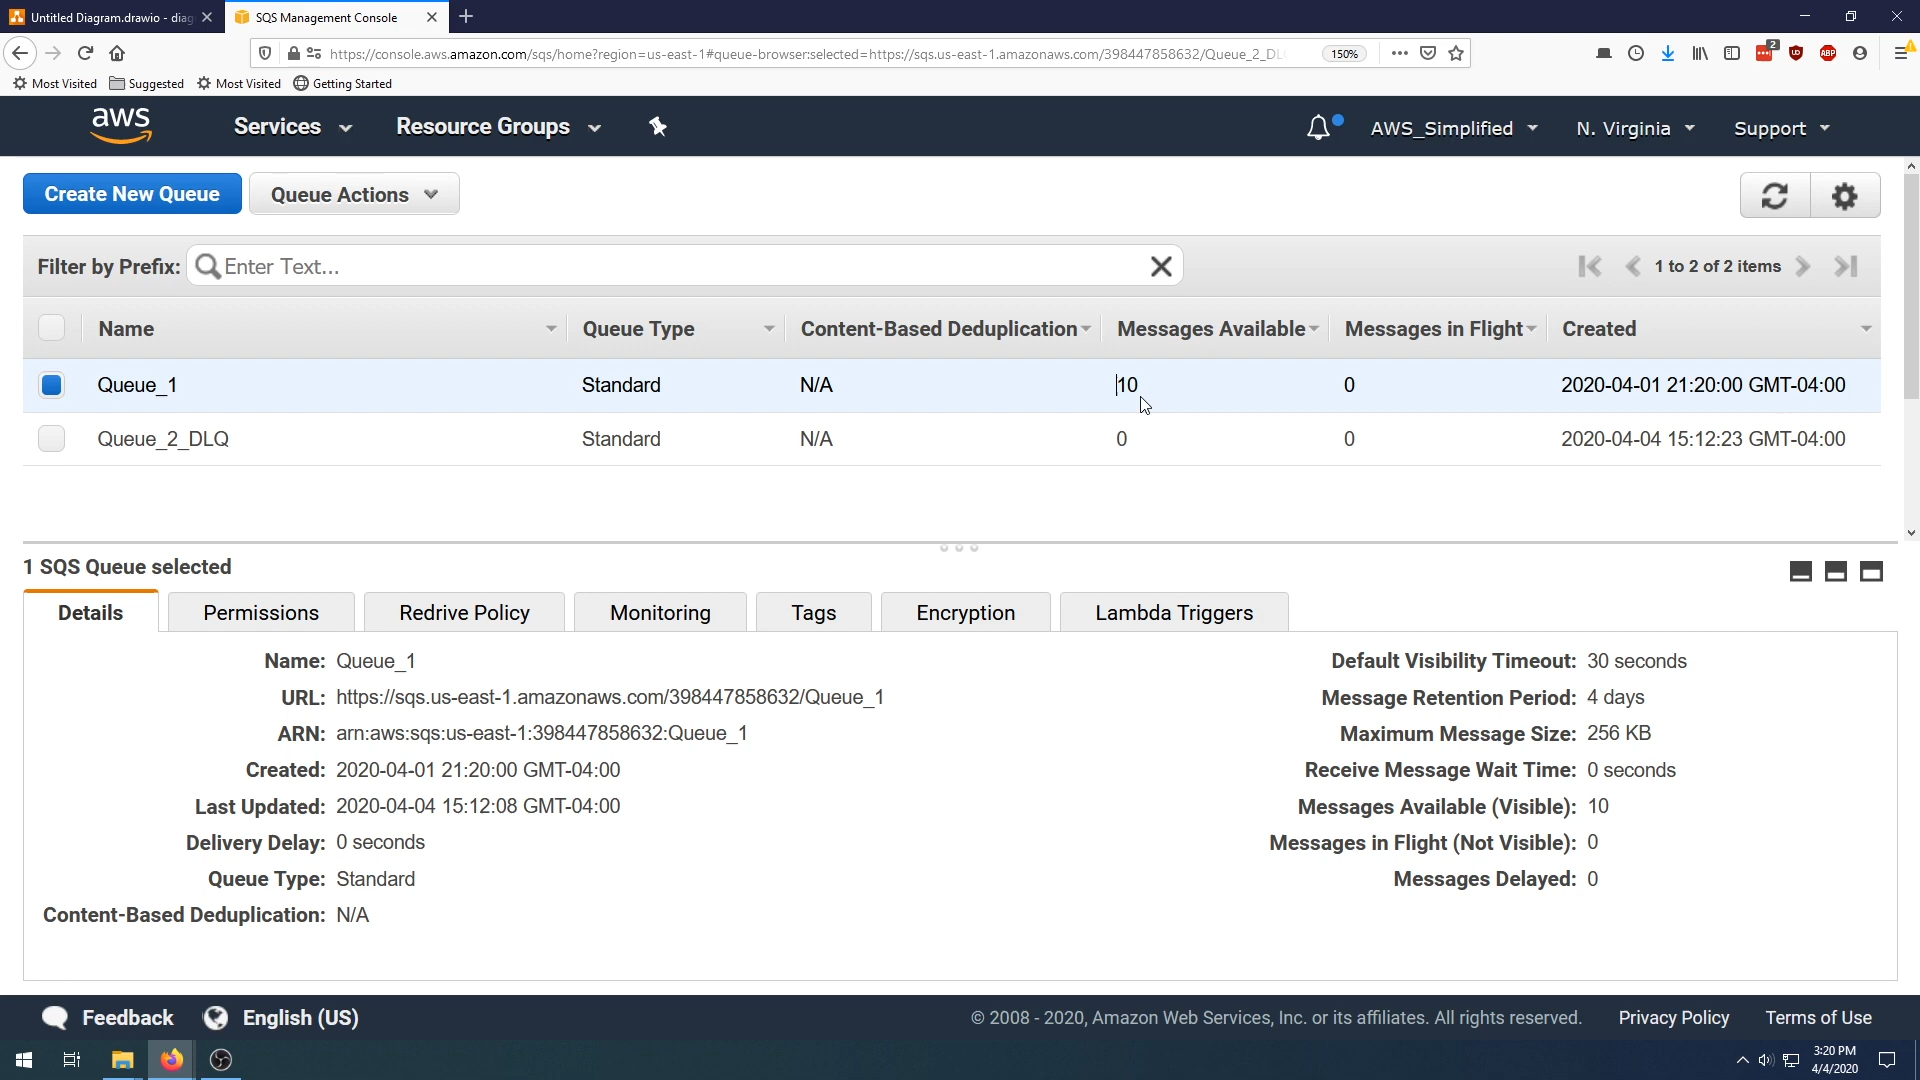 Untitled Diagram.drawio - diag
SQS Management Console
https://console.aws.amazon.com/sqs/home?region=us-east-1#queue-browser:selected=https://sqs.us-east-1.amazonaws.com/398447858632/Queue_2_DL
150%
2
ABP
Most Visited
Suggested
Most Visited
Getting Started
aws
Services
Resource Groups
AWS_Simplified
N. Virginia
Support
Create New Queue
Queue Actions
Filter by Prefix:
Enter Text...
1 to 2 of 2 items
Name Queue Type Content-Based Deduplication Messages Available Messages in Flight Created
Queue_1 Standard N/A 10 0 2020-04-01 21:20:00 GMT-04:00
Queue_2_DLQ Standard N/A 0 0 2020-04-04 15:12:23 GMT-04:00
1 SQS Queue selected
Details
Permissions
Redrive Policy
Monitoring
Tags
Encryption
Lambda Triggers
Name: Queue_1
URL: https://sqs.us-east-1.amazonaws.com/398447858632/Queue_1
ARN: arn:aws:sqs:us-east-1:398447858632:Queue_1
Created: 2020-04-01 21:20:00 GMT-04:00
Last Updated: 2020-04-04 15:12:08 GMT-04:00
Delivery Delay: 0 seconds
Queue Type: Standard
Content-Based Deduplication: N/A
Default Visibility Timeout: 30 seconds
Message Retention Period: 4 days
Maximum Message Size: 256 KB
Receive Message Wait Time: 0 seconds
Messages Available (Visible): 10
Messages in Flight (Not Visible): 0
Messages Delayed: 0
Feedback
English (US)
© 2008 - 2020, Amazon Web Services, Inc. or its affiliates. All rights reserved.
Privacy Policy
Terms of Use
3:20 PM
4/4/2020